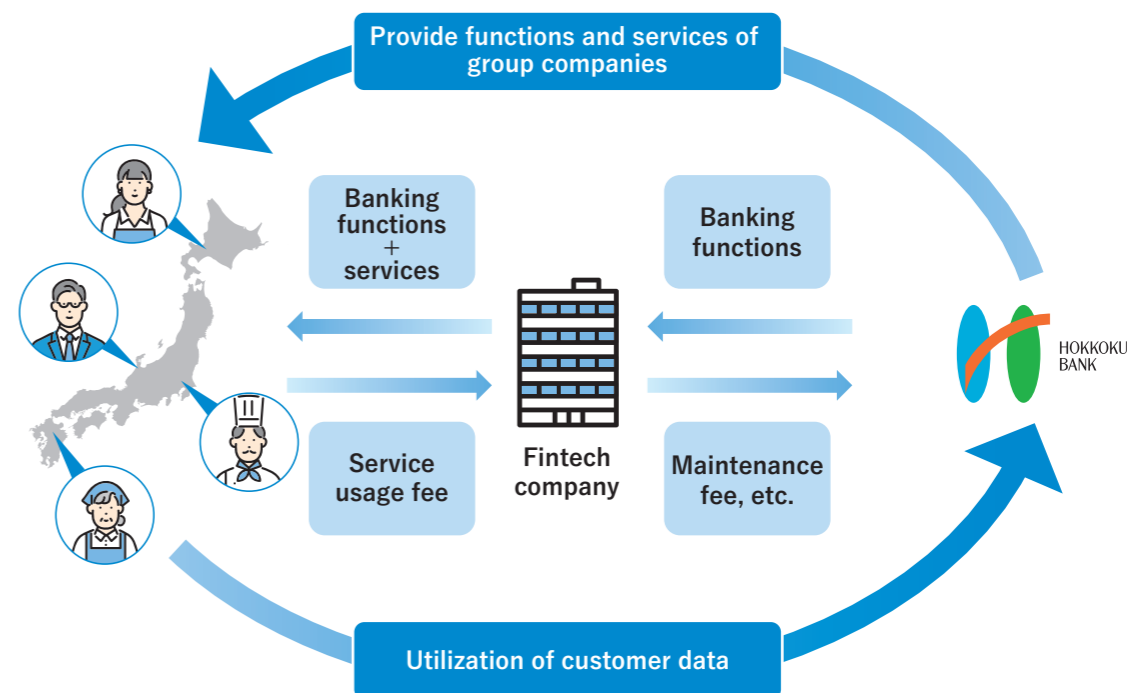 Provide functions and services of
group companies
Banking
functions
+
services
Banking
functions
HOKKOKU
BANK
Service
usage fee
Fintech
company
Maintenance
fee, etc.
Utilization of customer data